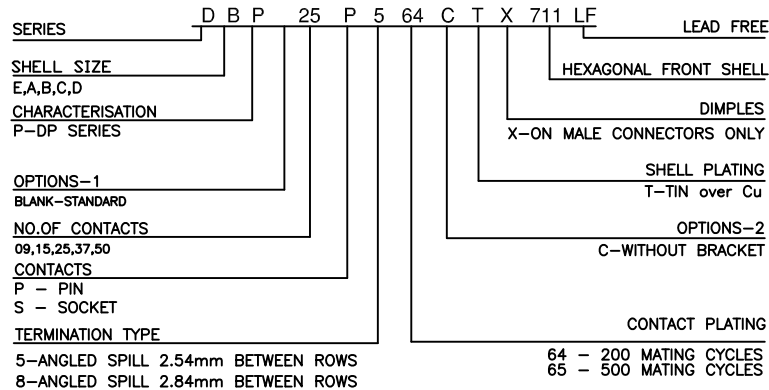 D B P 25 P 5 64 C T X 711 LF
SERIES
LEAD FREE
SHELL SIZE
E,A,B,C,D
HEXAGONAL FRONT SHELL
CHARACTERISATION
P-DP SERIES
DIMPLES
X-ON MALE CONNECTORS ONLY
SHELL PLATING
T-TIN over Cu
OPTIONS-1
BLANK-STANDARD
NO.OF CONTACTS
09,15,25,37,50
OPTIONS-2
C-WITHOUT BRACKET
CONTACTS
P - PIN
S - SOCKET
TERMINATION TYPE
5-ANGLED SPILL 2.54mm BETWEEN ROWS
8-ANGLED SPILL 2.84mm BETWEEN ROWS
CONTACT PLATING
64 - 200 MATING CYCLES
65 - 500 MATING CYCLES